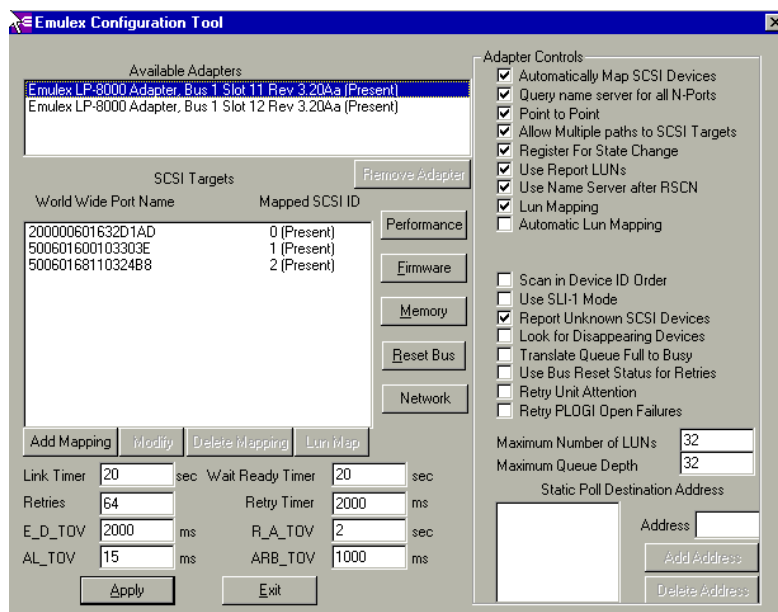 Emulex Configuration Tool
Available Adapters
Emulex LP-8000 Adapter, Bus 1 Slot 11 Rev 3.20Aa (Present)
Emulex LP-8000 Adapter, Bus 1 Slot 12 Rev 3.20Aa (Present)
Remove Adapter
SCSI Targets
World Wide Port Name Mapped SCSI ID
200000601632D1AD 0 (Present)
500601600103303E 1 (Present)
50060168110324B8 2 (Present)
Performance
Firmware
Memory
Reset Bus
Network
Add Mapping Modify Delete Mapping Lun Map
Link Timer 20 sec Wait Ready Timer 20 sec
Retries 64 Retry Timer 2000 ms
E_D_TOV 2000 ms R_A_TOV 2 sec
AL_TOV 15 ms ARB_TOV 1000 ms
Apply Exit
Adapter Controls
Automatically Map SCSI Devices
Query name server for all N-Ports
Point to Point
Allow Multiple paths to SCSI Targets
Register For State Change
Use Report LUNs
Use Name Server after RSCN
Lun Mapping
Automatic Lun Mapping
Scan in Device ID Order
Use SLI-1 Mode
Report Unknown SCSI Devices
Look for Disappearing Devices
Translate Queue Full to Busy
Use Bus Reset Status for Retries
Retry Unit Attention
Retry PLOGI Open Failures
Maximum Number of LUNs 32
Maximum Queue Depth 32
Static Poll Destination Address
Address
Add Address
Delete Address